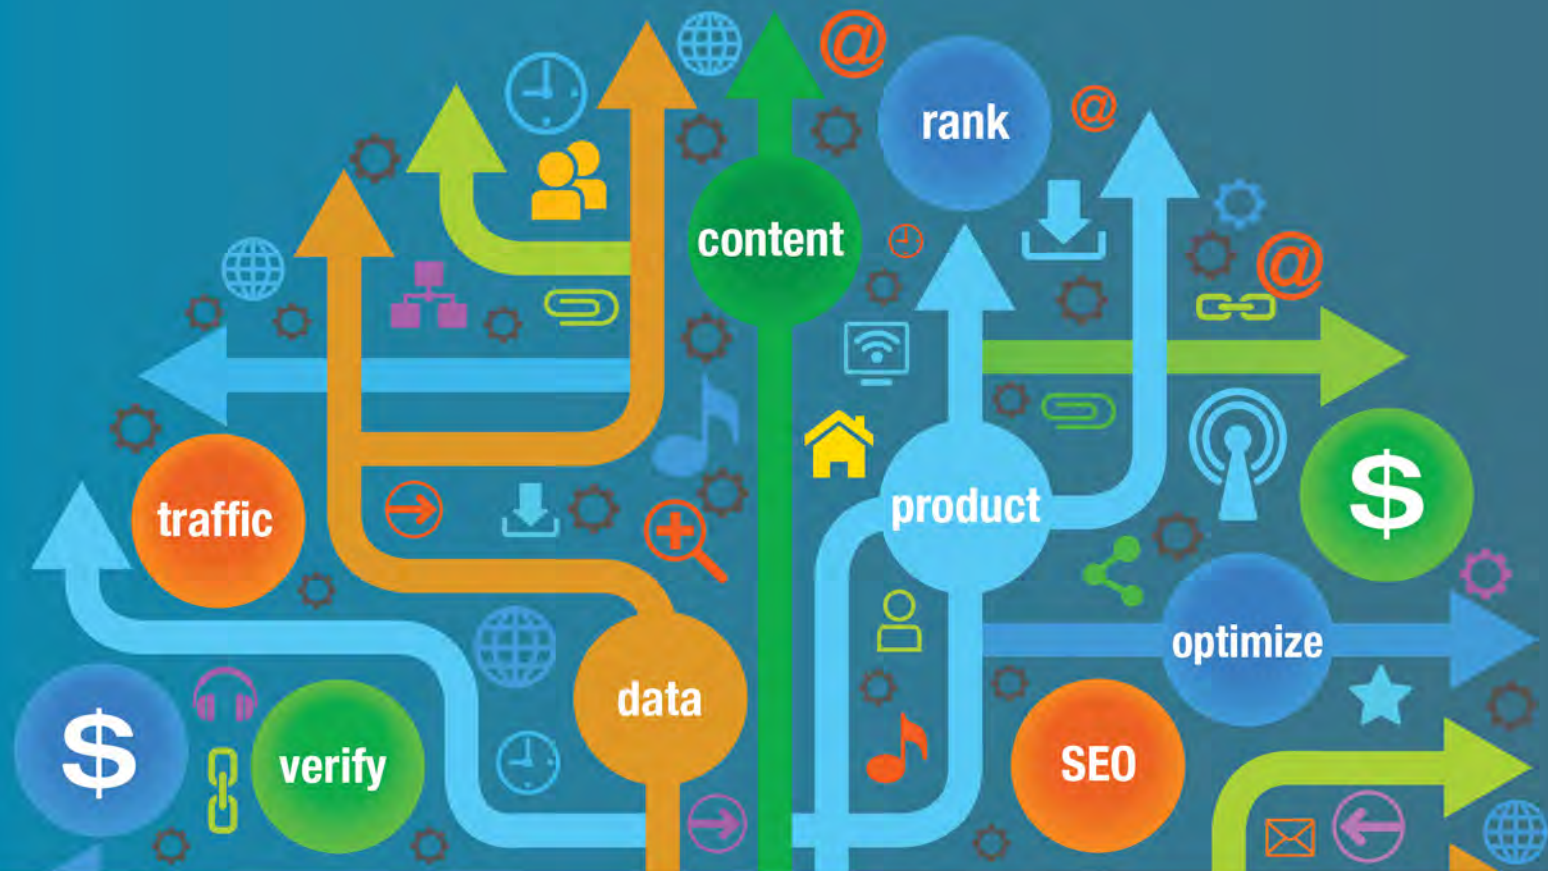 @
rank
@
content
@
product
$
traffic
optimize
data
$
verify
SEO